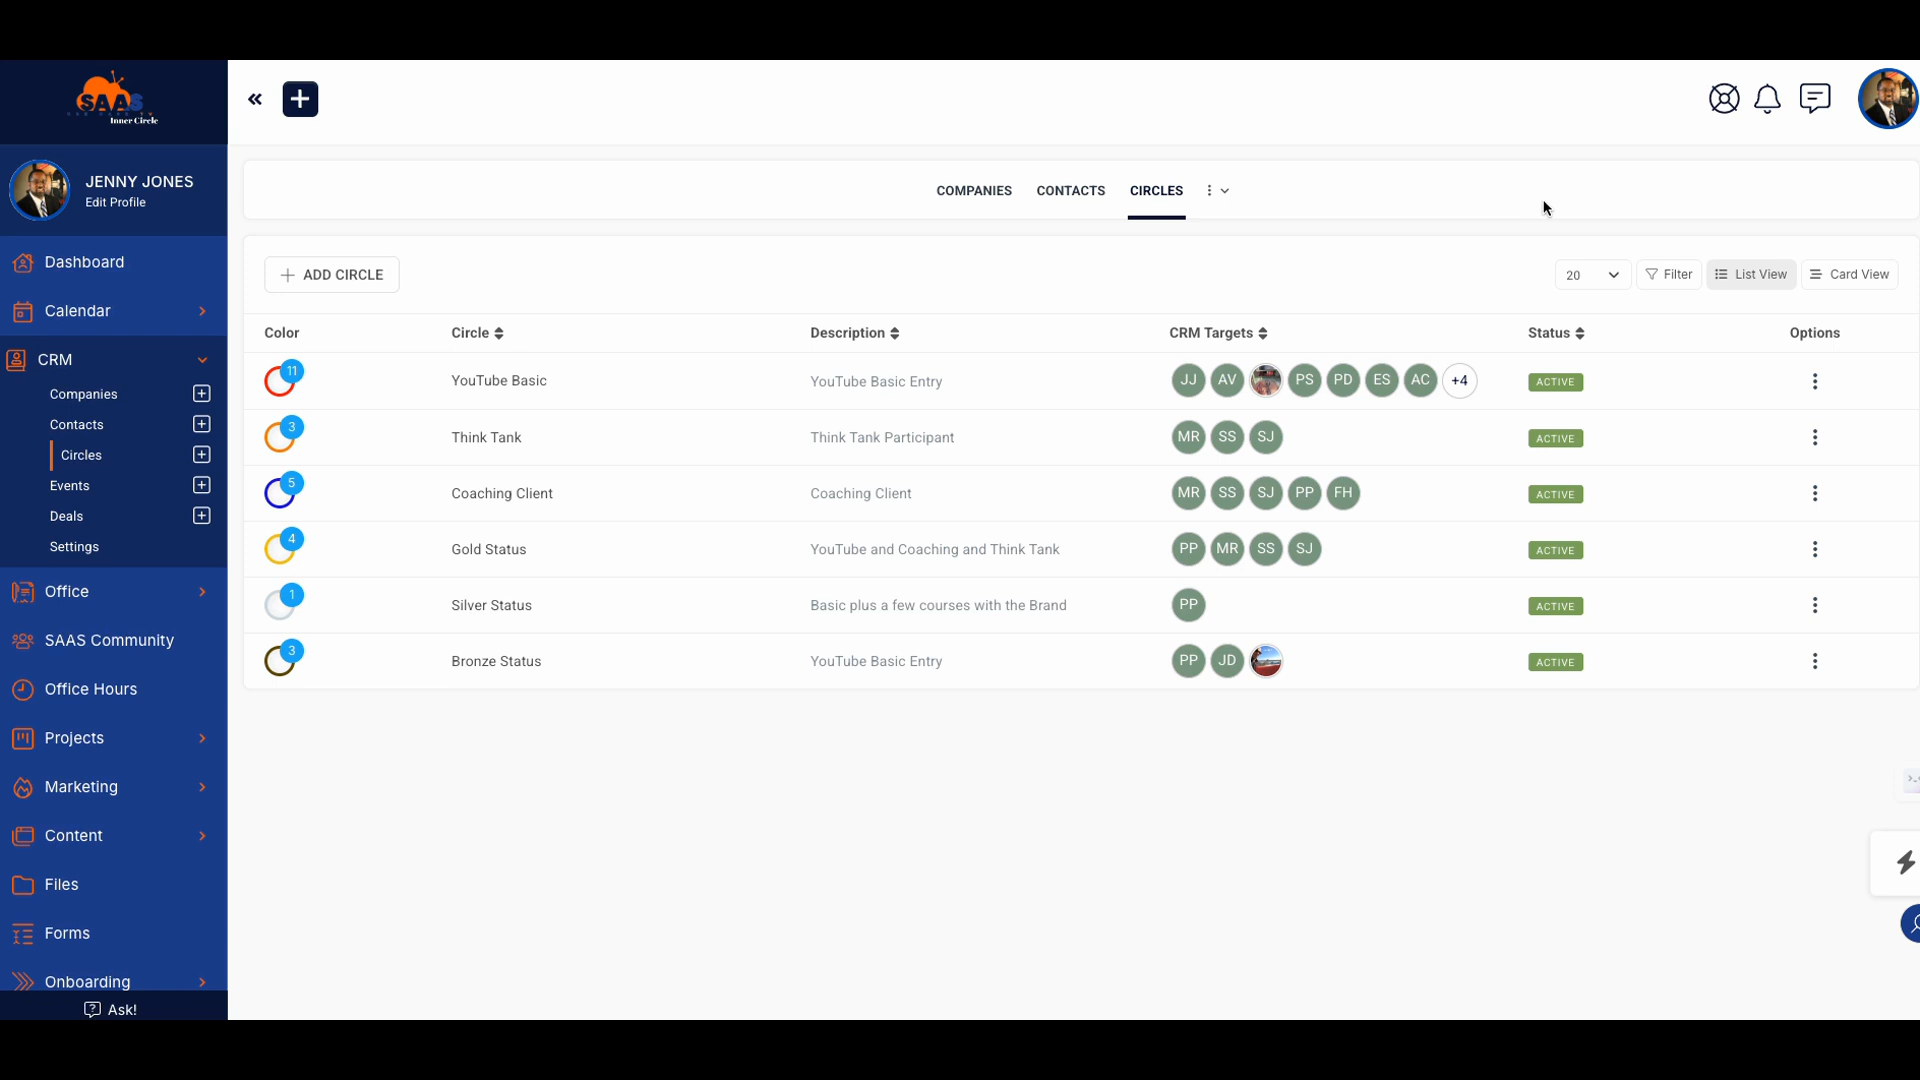 SAAS
Inner Circle
JENNY JONES
Edit Profile
Dashboard
Calendar
CRM
Companies
Contacts
Circles
Events
Deals
Settings
Office
SAAS Community
Office Hours
Projects
Marketing
Content
Files
Forms
Onboarding
Ask!
COMPANIES CONTACTS CIRCLES
ADD CIRCLE 20 Filter List View Card View
Color Circle Description CRM Targets Status Options
11 YouTube Basic YouTube Basic Entry JJ AV PS PD ES AC +4 ACTIVE
3 Think Tank Think Tank Participant MR SS SJ ACTIVE
5 Coaching Client Coaching Client MR SS SJ PP FH ACTIVE
4 Gold Status YouTube and Coaching and Think Tank PP MR SS SJ ACTIVE
1 Silver Status Basic plus a few courses with the Brand PP ACTIVE
3 Bronze Status YouTube Basic Entry PP JD ACTIVE